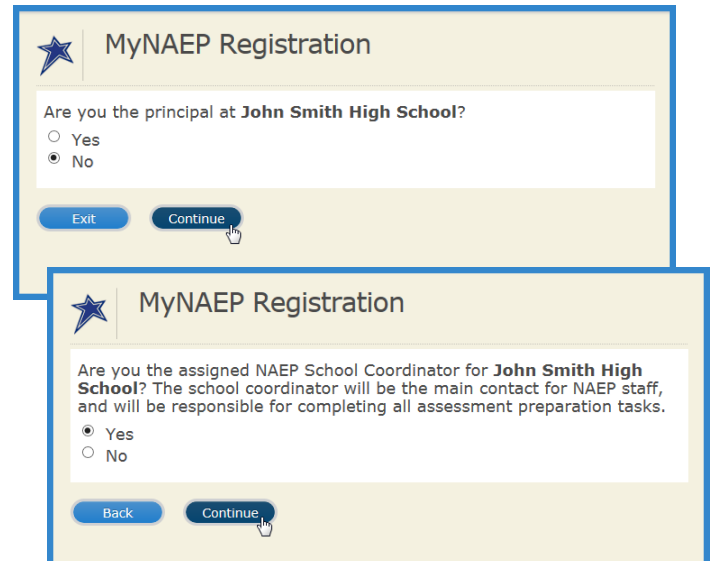 MyNAEP Registration
Are you the principal at John Smith High School?
Yes
No
Exit
Continue
MyNAEP Registration
Are you the assigned NAEP School Coordinator for John Smith High
School? The school coordinator will be the main contact for NAEP staff,
and will be responsible for completing all assessment preparation tasks.
Yes
No
Back
Continue